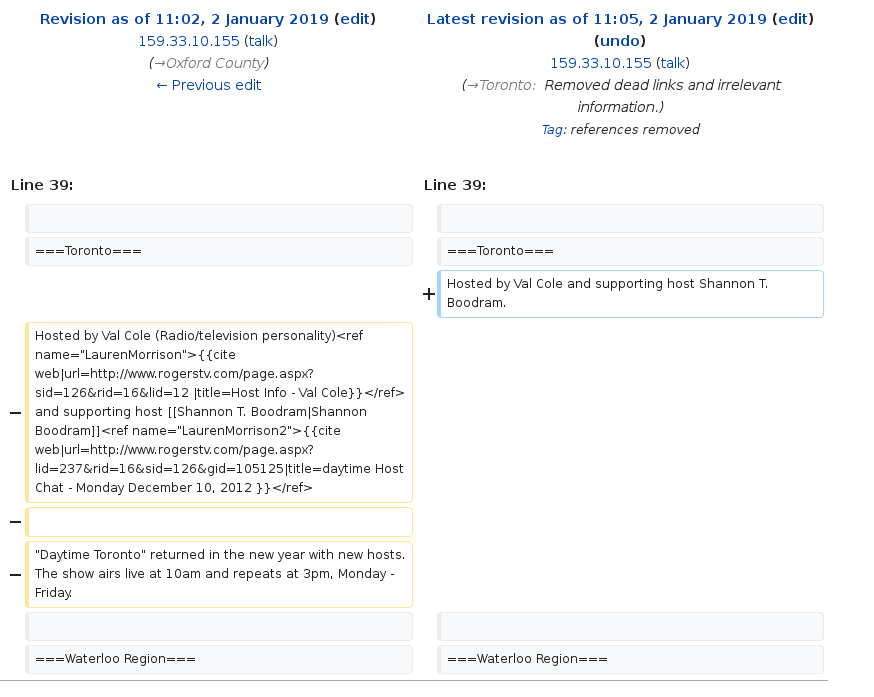 Revision as of 11:02, 2 January 2019 (edit)
159.33.10.155 (talk)
(→Oxford County)
← Previous edit
Latest revision as of 11:05, 2 January 2019 (edit)
(undo)
159.33.10.155 (talk)
(→Toronto: Removed dead links and irrelevant
information.)
Tag: references removed
Line 39:
Line 39:
===Toronto===
===Toronto===
+
Hosted by Val Cole and supporting host Shannon T.
Boodram.
−
Hosted by Val Cole (Radio/television personality)<ref
name="LaurenMorrison">{{cite
web|url=http://www.rogerstv.com/page.aspx?
sid=126&rid=16&lid=12 |title=Host Info - Val Cole}}</ref>
and supporting host [[Shannon T. Boodram|Shannon
Boodram]]<ref name="LaurenMorrison2">{{cite
web|url=http://www.rogerstv.com/page.aspx?
lid=237&rid=16&sid=126&gid=105125|title=daytime Host
Chat - Monday December 10, 2012 }}</ref>
−
−
"Daytime Toronto" returned in the new year with new hosts.
The show airs live at 10am and repeats at 3pm, Monday -
Friday.
===Waterloo Region===
===Waterloo Region===